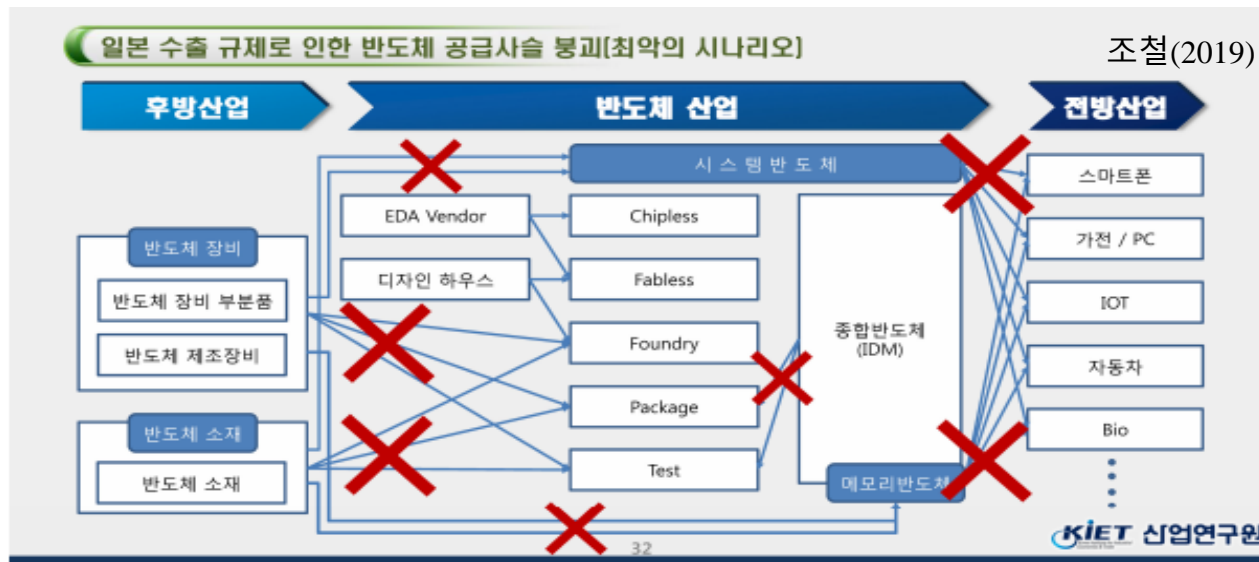 일본 수출 규제로 인한 반도체 공급사슬 붕괴[최악의 시나리오]
조철(2019)
후방산업
반도체 산업
전방산업
시스템반도체
스마트폰
EDA Vendor
Chipless
가전 / PC
반도체 장비
디자인 하우스
Fabless
반도체 장비 부분품
IOT
종합반도체
(IDM)
Foundry
반도체 제조장비
자동차
Package
반도체 소재
Bio
Test
반도체 소재
메모리반도체
KIET 산업연구원
32